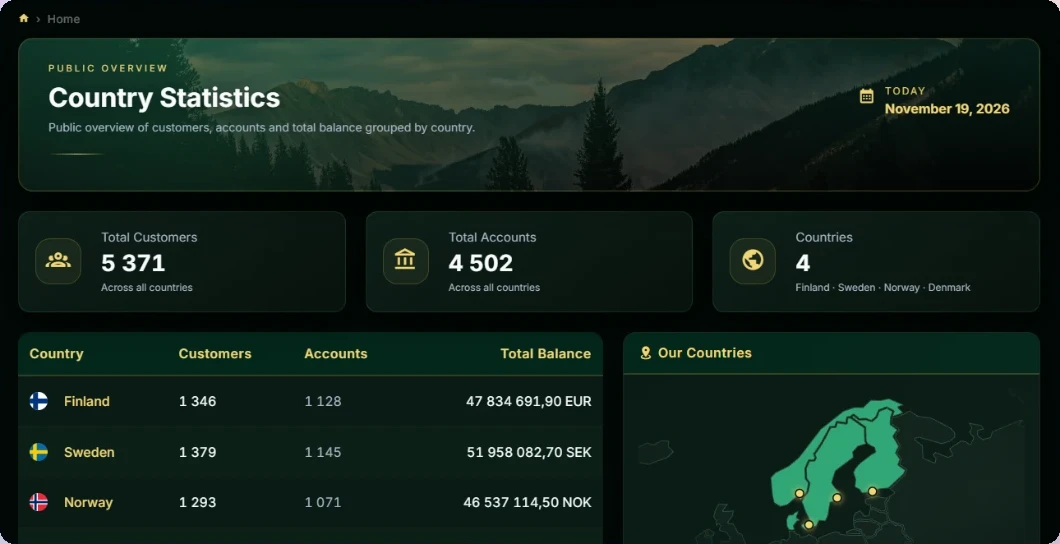 › Home
PUBLIC OVERVIEW
Country Statistics
Public overview of customers, accounts and total balance grouped by country.
TODAY
November 19, 2026
Total Customers
5 371
Across all countries
Total Accounts
4 502
Across all countries
Countries
4
Finland · Sweden · Norway · Denmark
Country Customers Accounts Total Balance
Finland 1 346 1 128 47 834 691,90 EUR
Sweden 1 379 1 145 51 958 082,70 SEK
Norway 1 293 1 071 46 537 114,50 NOK
Our Countries